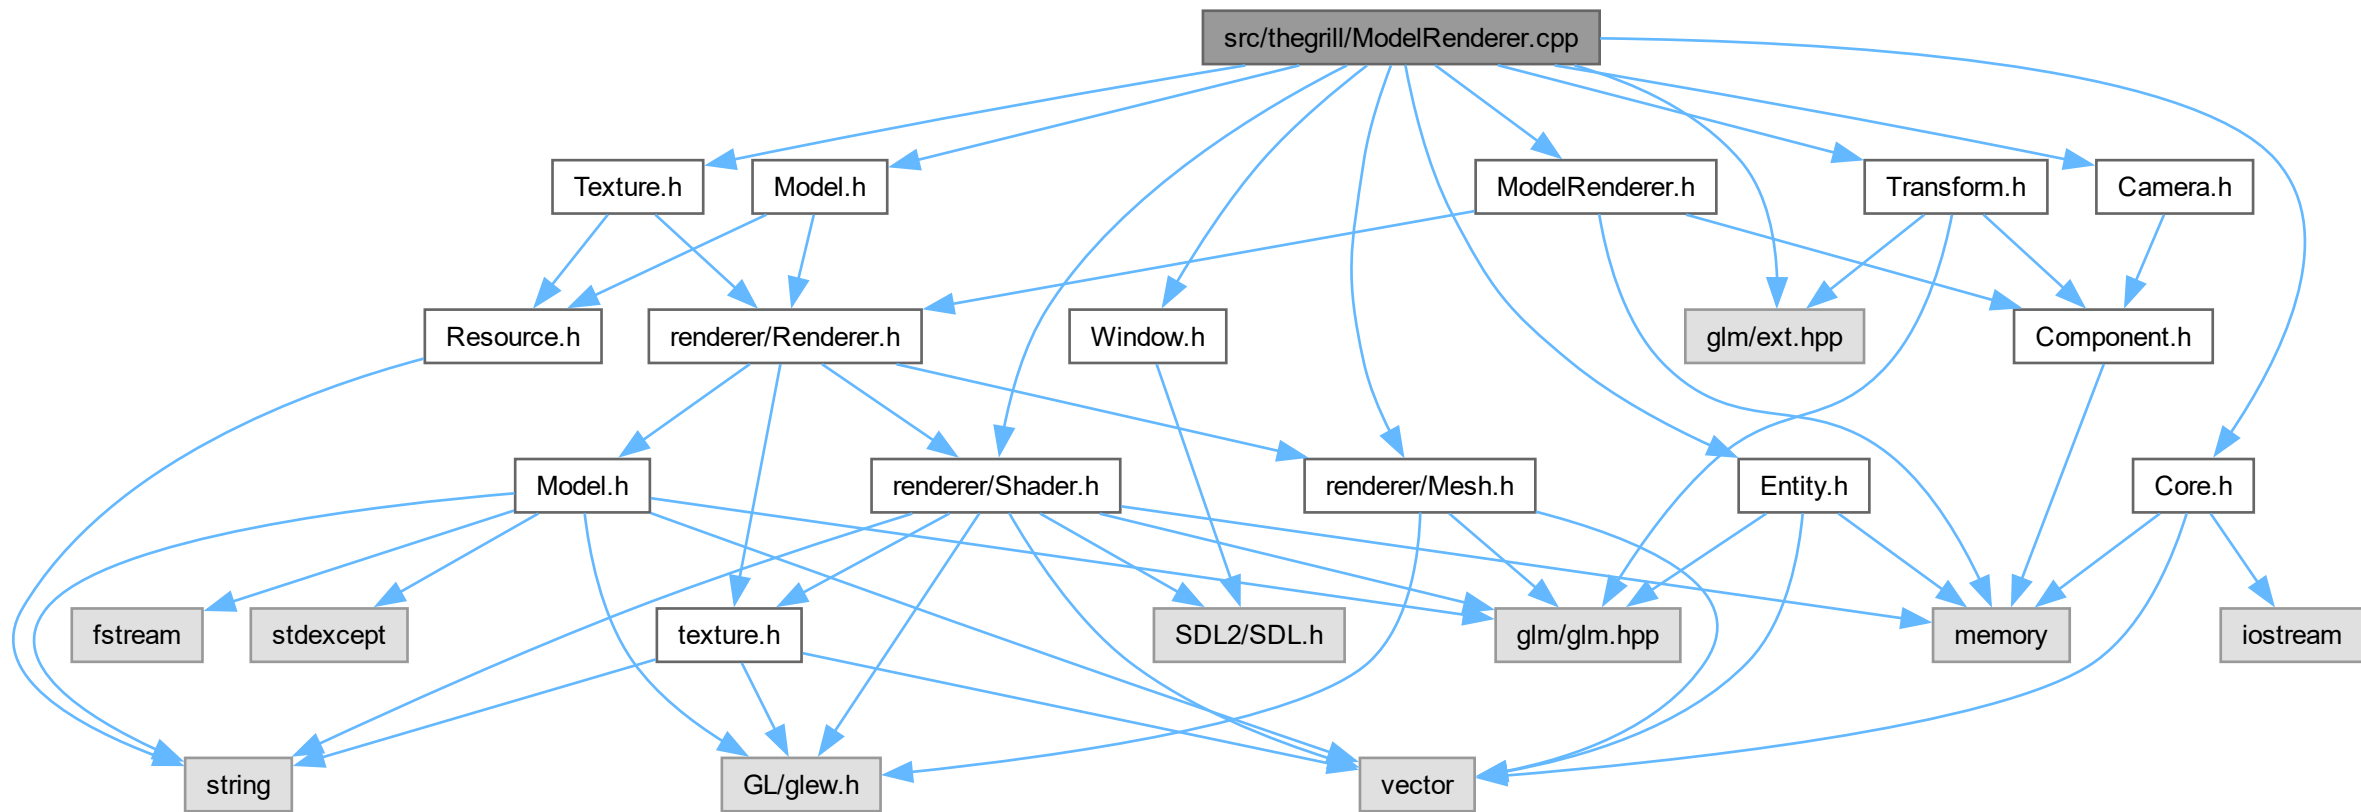 src/thegrill/ModelRenderer.cpp
Texture.h
Model.h
ModelRenderer.h
Transform.h
Camera.h
Resource.h
renderer/Renderer.h
Window.h
glm/ext.hpp
Component.h
Model.h
renderer/Shader.h
renderer/Mesh.h
Entity.h
Core.h
fstream
stdexcept
texture.h
SDL2/SDL.h
glm/glm.hpp
memory
iostream
string
GL/glew.h
vector